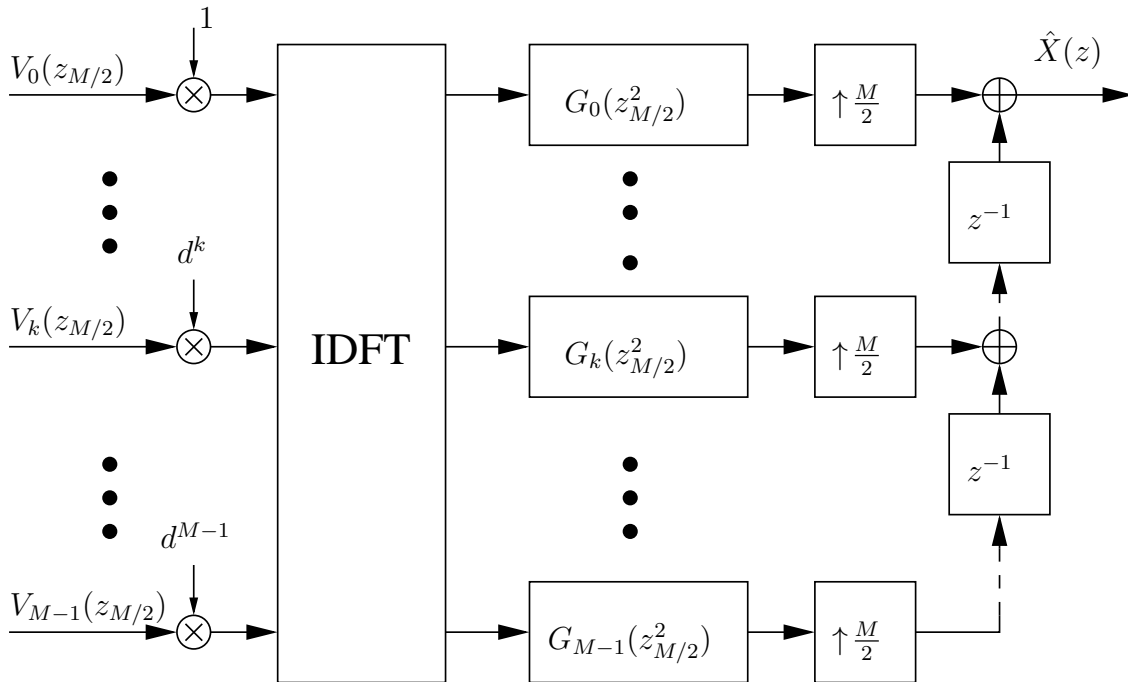 1
V_0(z_{M/2})
G_0(z^2_{M/2})
↑ M/2
X̂(z)
z^{-1}
d^k
V_k(z_{M/2})
IDFT
G_k(z^2_{M/2})
↑ M/2
z^{-1}
d^{M-1}
V_{M-1}(z_{M/2})
G_{M-1}(z^2_{M/2})
↑ M/2